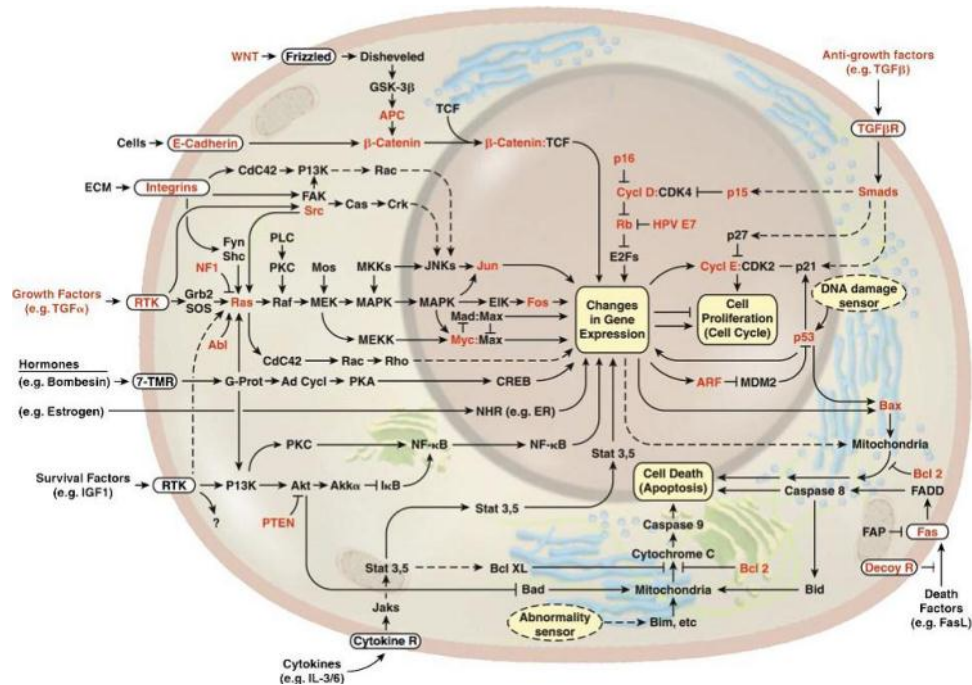 WNT
Frizzled
Disheveled
GSK-3β
APC
TCF
Cells
E-Cadherin
β-Catenin
β-Catenin:TCF
Anti-growth factors
(e.g. TGFβ)
TGFβR
CdC42
P13K
Rac
ECM
Integrins
FAK
Src
Cas
Crk
p16
Cycl D:CDK4
p15
Smads
Rb
HPV E7
E2Fs
p27
Cycl E:CDK2
p21
Fyn
Shc
NF1
PLC
PKC
Mos
MKKs
JNKs
Jun
Growth Factors
(e.g. TGFα)
RTK
Grb2
SOS
Ras
Raf
MEK
MAPK
MAPK
ElK
Fos
Changes
in Gene
Expression
Cell
Proliferation
(Cell Cycle)
DNA damage
sensor
Abl
Mad:Max
MEKK
Myc:Max
p53
CdC42
Rac
Rho
Hormones
(e.g. Bombesin)
7-TMR
G-Prot
Ad Cycl
PKA
CREB
ARF
MDM2
(e.g. Estrogen)
NHR (e.g. ER)
Bax
PKC
NF-κB
NF-κB
Mitochondria
Stat 3,5
Survival Factors
(e.g. IGF1)
RTK
P13K
Akt
Akkα
IκB
Cell Death
(Apoptosis)
Bcl 2
Caspase 8
FADD
?
PTEN
Stat 3,5
Caspase 9
FAP
Fas
Cytochrome C
Stat 3,5
Bcl XL
Bcl 2
Decoy R
Bad
Mitochondria
Bid
Death
Factors
(e.g. FasL)
Jaks
Abnormality
sensor
Bim, etc
Cytokine R
Cytokines
(e.g. IL-3/6)